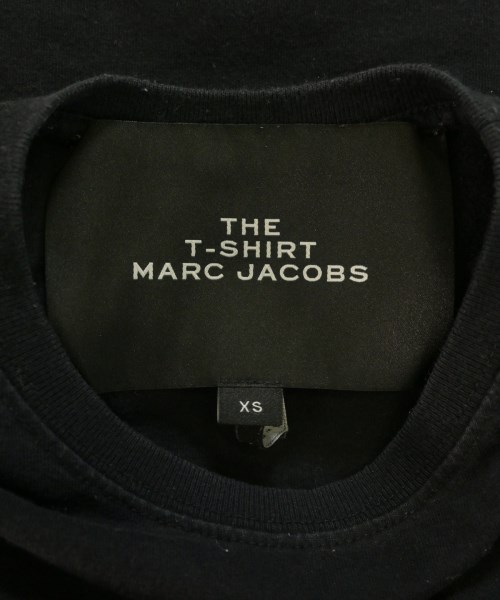 THE
T-SHIRT
MARC JACOBS
XS